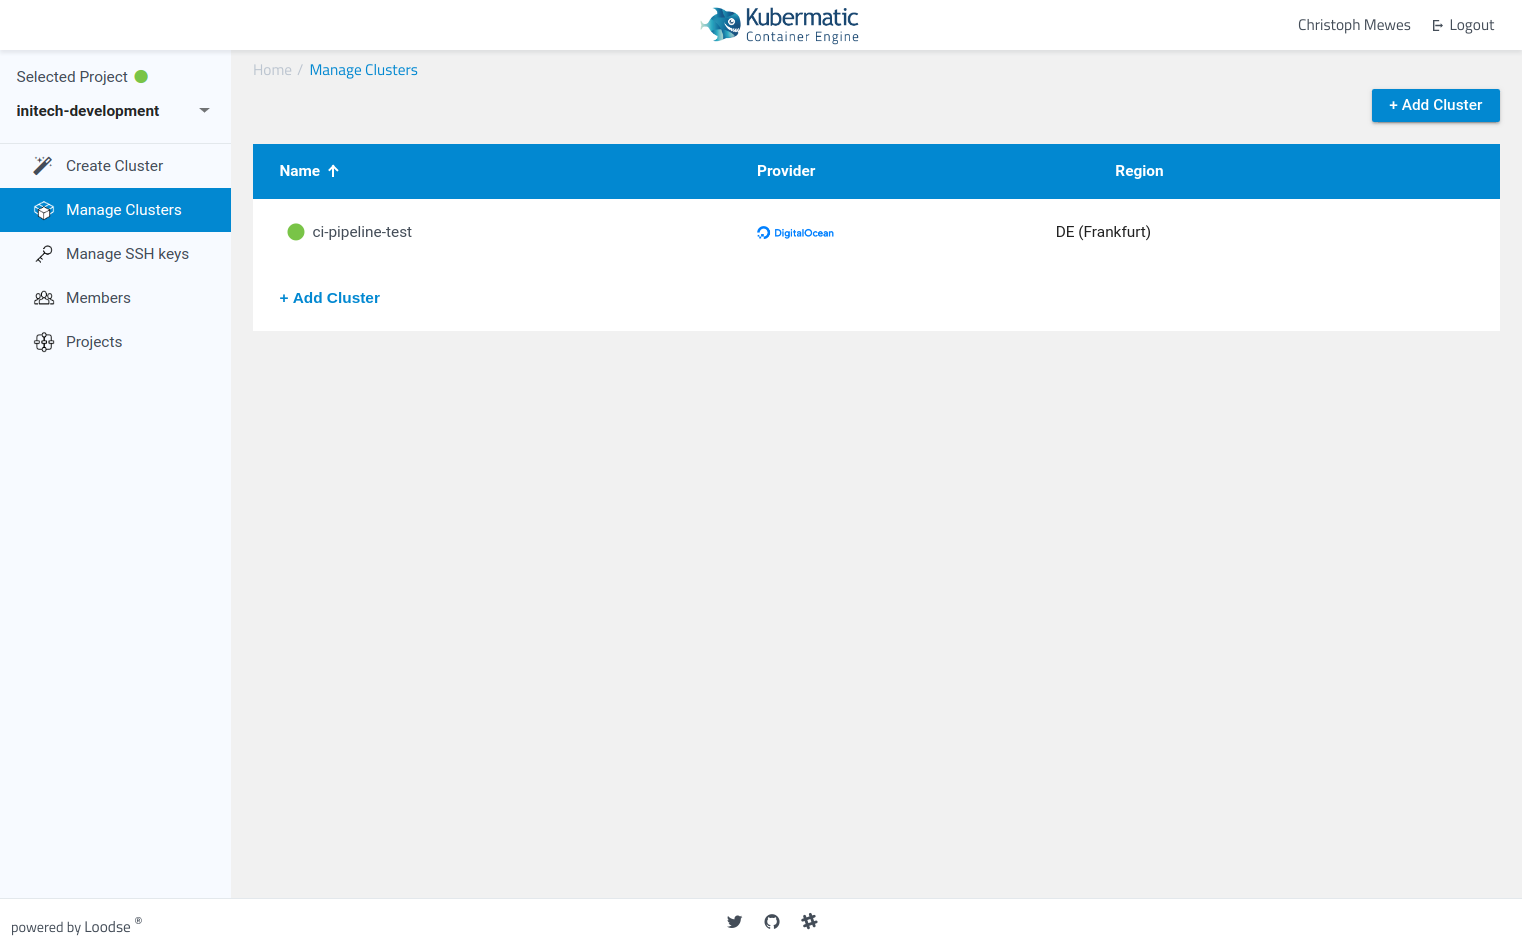 Kubermatic
Container Engine
Christoph Mewes
Logout
Selected Project
initech-development
Create Cluster
Manage Clusters
Manage SSH keys
Members
Projects
Home / Manage Clusters
+ Add Cluster
Name Provider Region
ci-pipeline-test DigitalOcean DE (Frankfurt)
+ Add Cluster
powered by Loodse ®